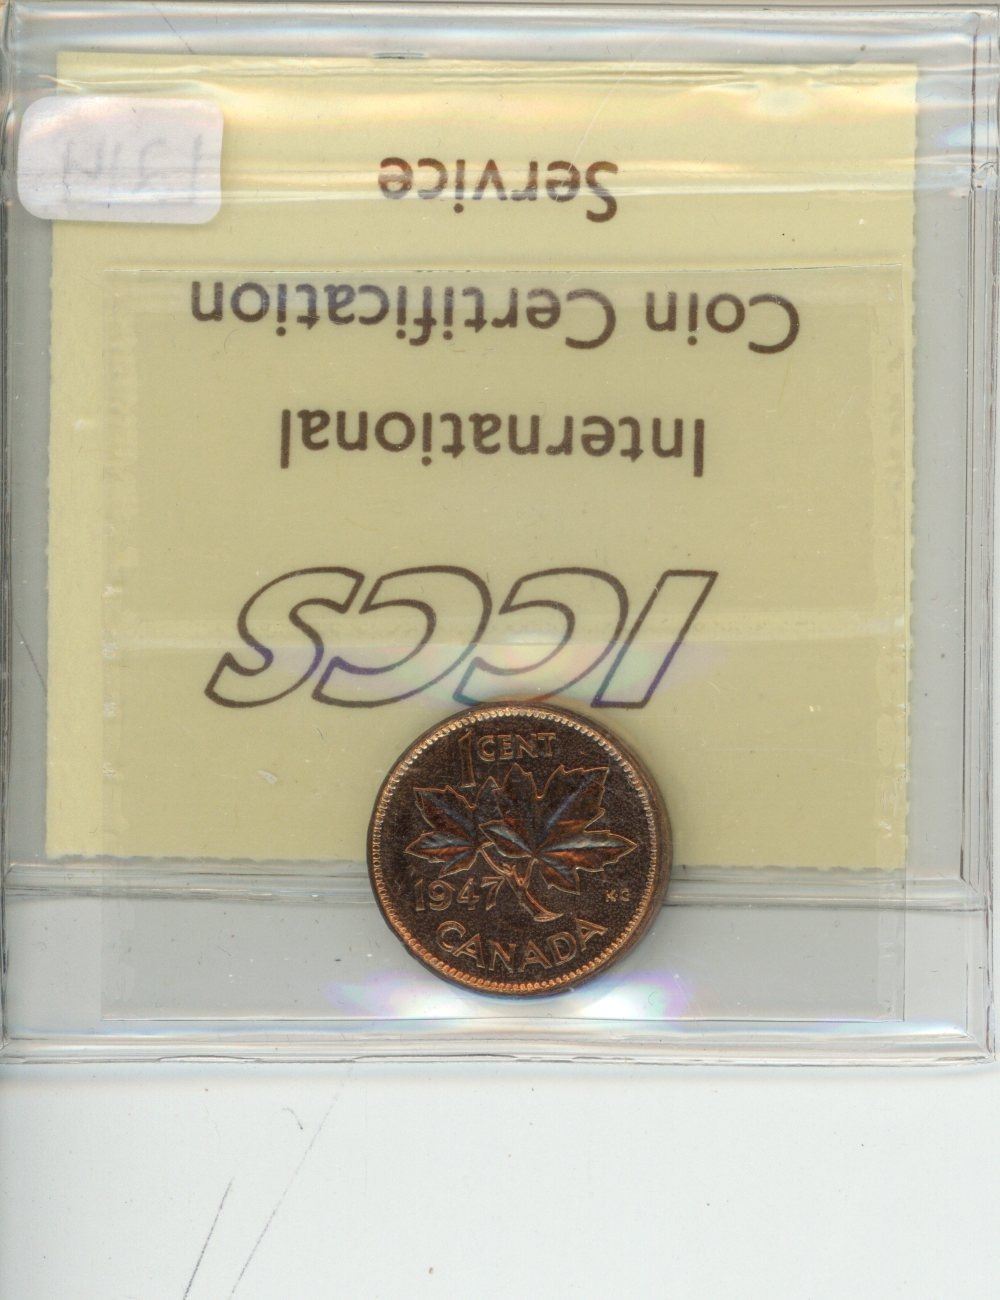 ICCS
International
Coin Certification
Service
1 CENT
1947
KG
CANADA